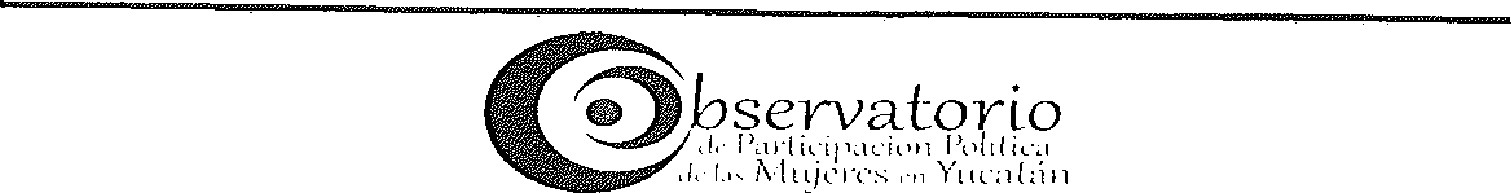 Observatorio
de Participación Política
de las Mujeres en Yucatán